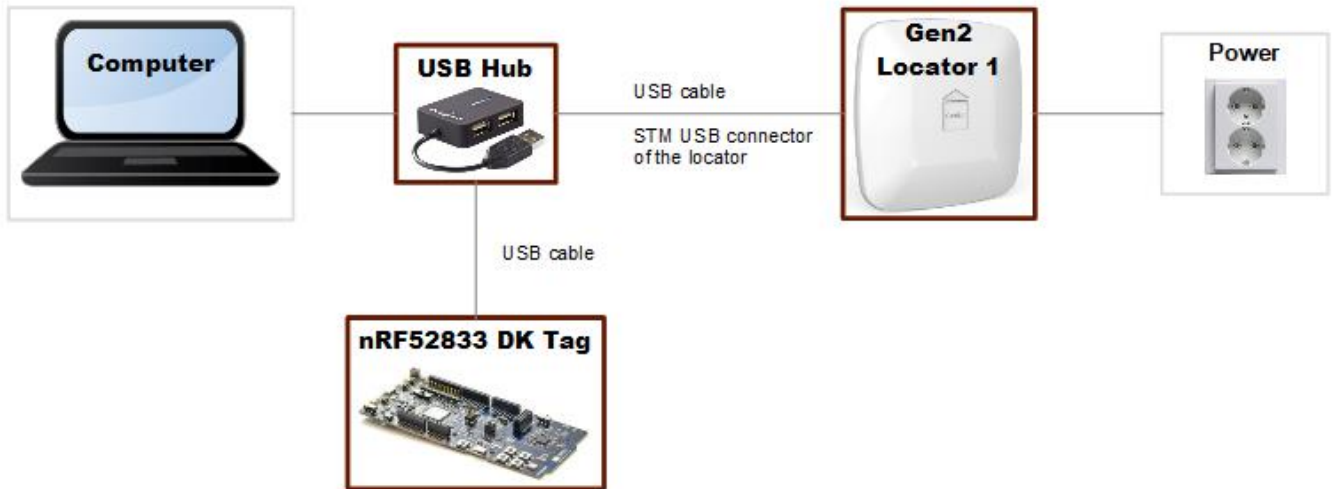 Computer
USB Hub
USB cable
STM USB connector
of the locator
Gen2
Locator 1
Power
USB cable
nRF52833 DK Tag